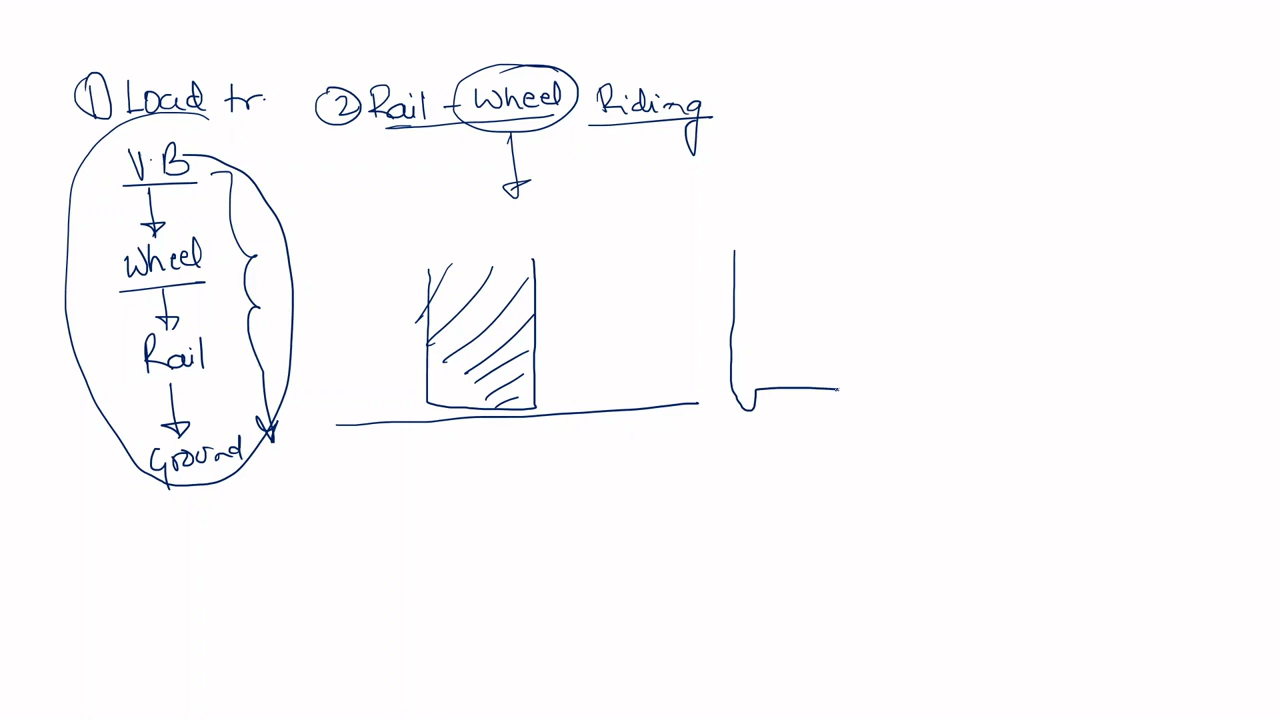 ① Load tr. ② Rail - Wheel Riding
V.B
Wheel
Rail
Ground